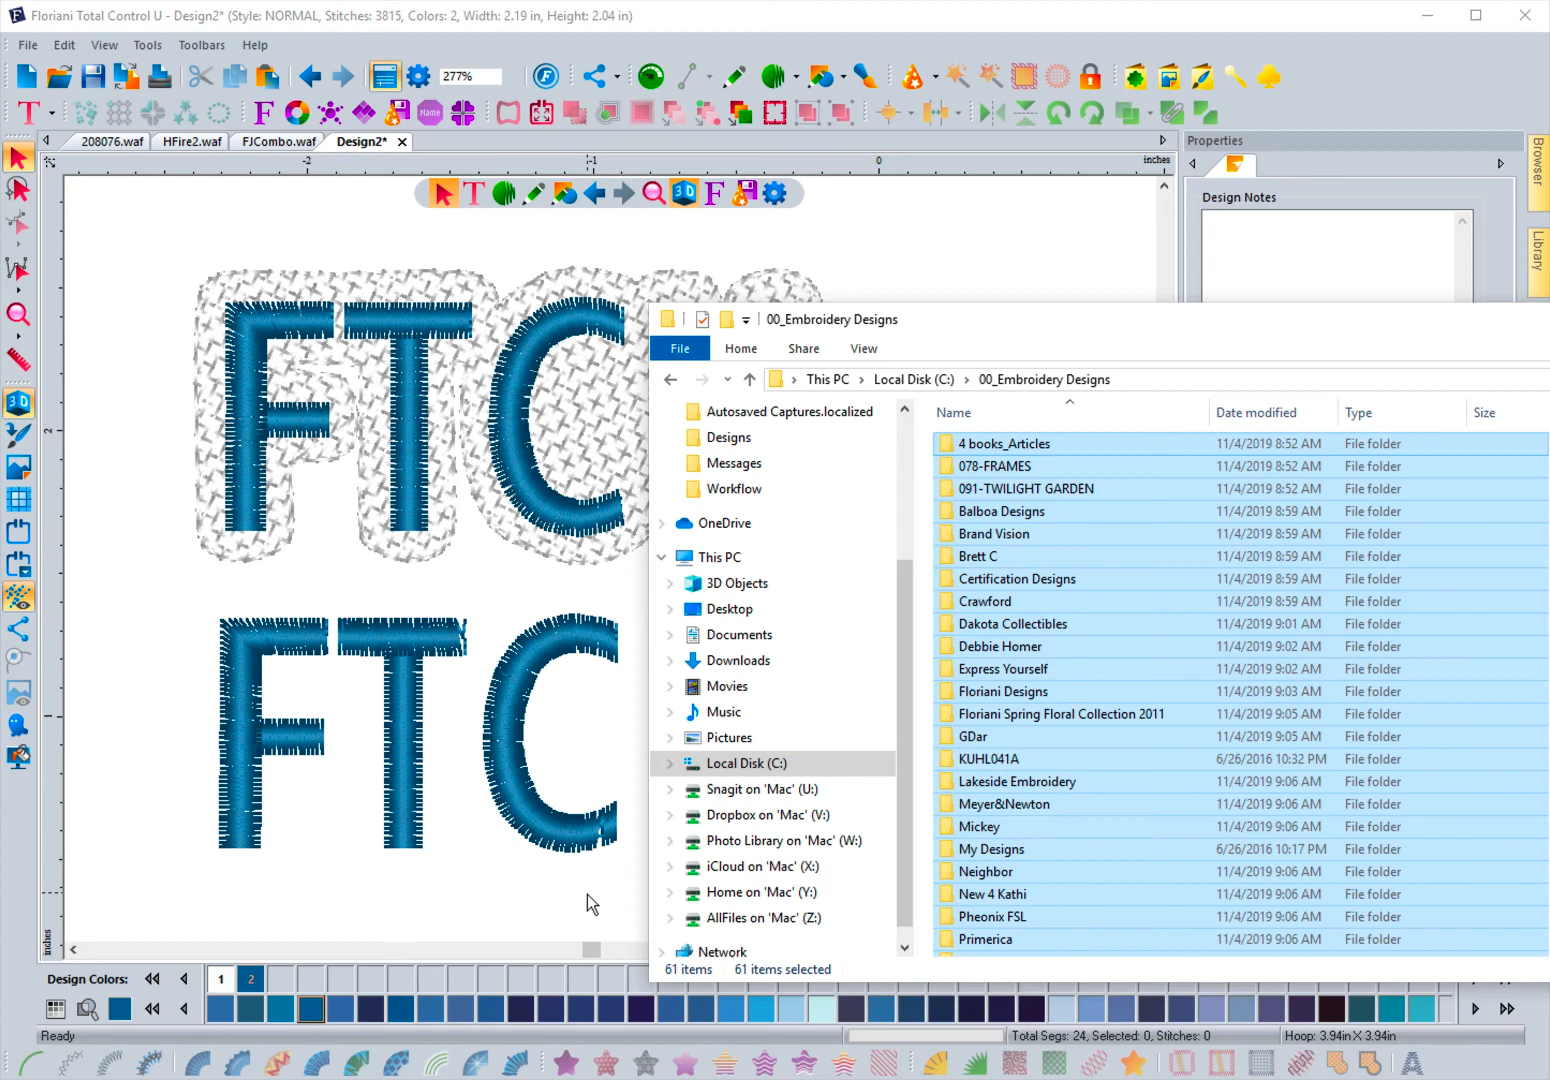 Floriani Total Control U - Design2* (Style: NORMAL, Stitches: 3815, Colors: 2, Width: 2.19 in, Height: 2.04 in)
File Edit View Tools Toolbars Help
277%
Name
208076.waf HFire2.waf FJCombo.waf Design2*
Properties
Browser
Library
-2 -1 0 inches
Design Notes
2
1
inches
FTC
FTC
3D
3D
00_Embroidery Designs
File Home Share View
This PC Local Disk (C:) 00_Embroidery Designs
Autosaved Captures.localized
Designs
Messages
Workflow
OneDrive
This PC
3D Objects
Desktop
Documents
Downloads
Movies
Music
Pictures
Local Disk (C:)
Snagit on 'Mac' (U:)
Dropbox on 'Mac' (V:)
Photo Library on 'Mac' (W:)
iCloud on 'Mac' (X:)
Home on 'Mac' (Y:)
AllFiles on 'Mac' (Z:)
Network
Name Date modified Type Size
4 books_Articles 11/4/2019 8:52 AM File folder
078-FRAMES 11/4/2019 8:52 AM File folder
091-TWILIGHT GARDEN 11/4/2019 8:52 AM File folder
Balboa Designs 11/4/2019 8:59 AM File folder
Brand Vision 11/4/2019 8:59 AM File folder
Brett C 11/4/2019 8:59 AM File folder
Certification Designs 11/4/2019 8:59 AM File folder
Crawford 11/4/2019 8:59 AM File folder
Dakota Collectibles 11/4/2019 9:01 AM File folder
Debbie Homer 11/4/2019 9:02 AM File folder
Express Yourself 11/4/2019 9:02 AM File folder
Floriani Designs 11/4/2019 9:03 AM File folder
Floriani Spring Floral Collection 2011 11/4/2019 9:05 AM File folder
GDar 11/4/2019 9:05 AM File folder
KUHL041A 6/26/2016 10:32 PM File folder
Lakeside Embroidery 11/4/2019 9:06 AM File folder
Meyer&Newton 11/4/2019 9:06 AM File folder
Mickey 11/4/2019 9:06 AM File folder
My Designs 6/26/2016 10:17 PM File folder
Neighbor 11/4/2019 9:06 AM File folder
New 4 Kathi 11/4/2019 9:06 AM File folder
Pheonix FSL 11/4/2019 9:06 AM File folder
Primerica 11/4/2019 9:06 AM File folder
61 items 61 items selected
Design Colors: 1 2
Ready
Total Segs: 24, Selected: 0, Stitches: 0
Hoop: 3.94in X 3.94in